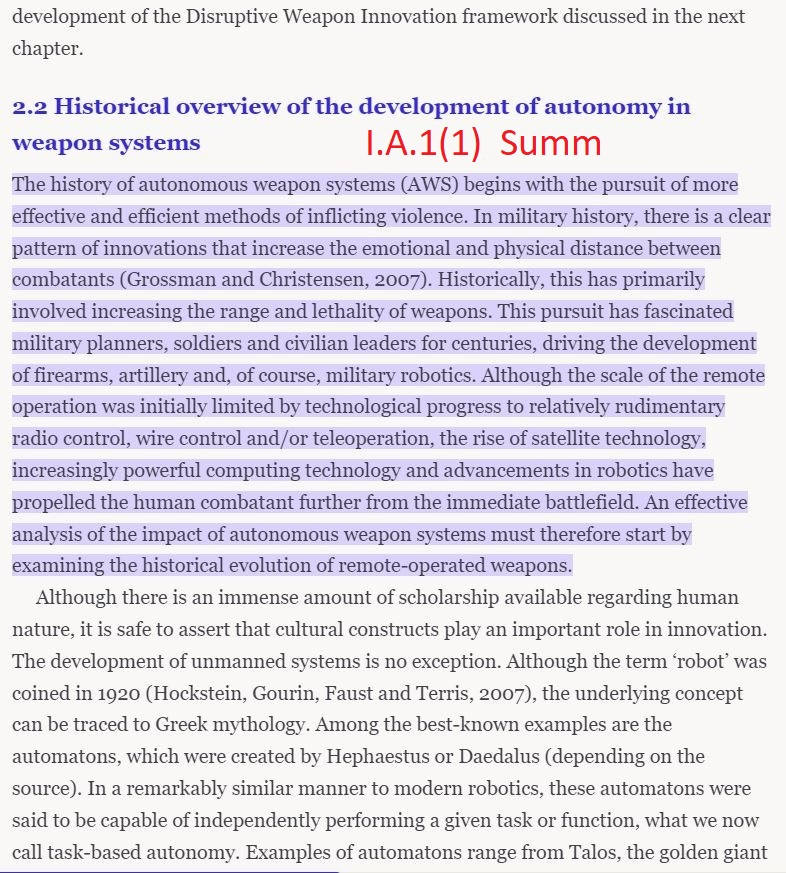 development of the Disruptive Weapon Innovation framework discussed in the next
chapter.
2.2 Historical overview of the development of autonomy in
weapon systems I.A.1(1) Summ
The history of autonomous weapon systems (AWS) begins with the pursuit of more
effective and efficient methods of inflicting violence. In military history, there is a clear
pattern of innovations that increase the emotional and physical distance between
combatants (Grossman and Christensen, 2007). Historically, this has primarily
involved increasing the range and lethality of weapons. This pursuit has fascinated
military planners, soldiers and civilian leaders for centuries, driving the development
of firearms, artillery and, of course, military robotics. Although the scale of the remote
operation was initially limited by technological progress to relatively rudimentary
radio control, wire control and/or teleoperation, the rise of satellite technology,
increasingly powerful computing technology and advancements in robotics have
propelled the human combatant further from the immediate battlefield. An effective
analysis of the impact of autonomous weapon systems must therefore start by
examining the historical evolution of remote-operated weapons.
Although there is an immense amount of scholarship available regarding human
nature, it is safe to assert that cultural constructs play an important role in innovation.
The development of unmanned systems is no exception. Although the term ‘robot’ was
coined in 1920 (Hockstein, Gourin, Faust and Terris, 2007), the underlying concept
can be traced to Greek mythology. Among the best-known examples are the
automatons, which were created by Hephaestus or Daedalus (depending on the
source). In a remarkably similar manner to modern robotics, these automatons were
said to be capable of independently performing a given task or function, what we now
call task-based autonomy. Examples of automatons range from Talos, the golden giant